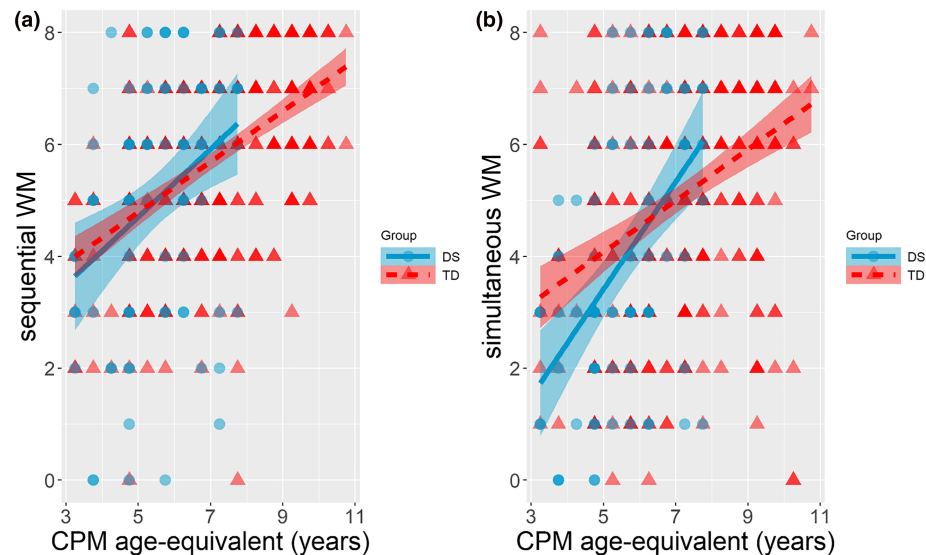 (a)
sequential WM
8
6
4
2
0
3 5 7 9 11
CPM age-equivalent (years)
Group
DS
TD
(b)
simultaneous WM
8
6
4
2
0
3 5 7 9 11
CPM age-equivalent (years)
Group
DS
TD